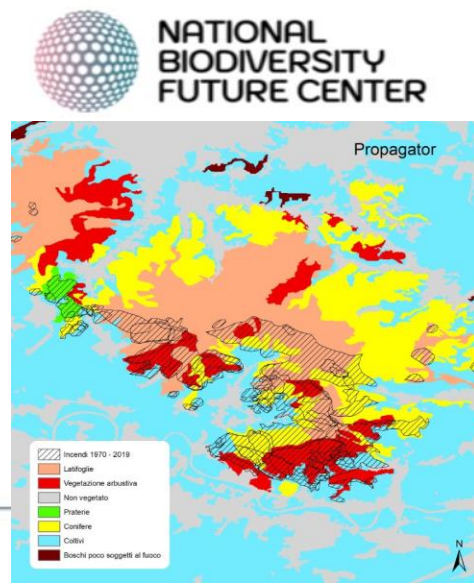 NATIONAL
BIODIVERSITY
FUTURE CENTER
Propagator
Incendi 1970 - 2019
Latifoglie
Vegetazione arbustiva
Non vegetato
Praterie
Conifere
Coltivi
Boschi poco soggetti al fuoco
N